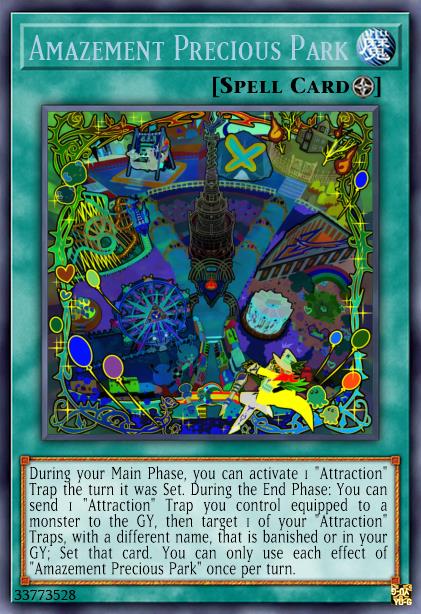 Amazement Precious Park
[Spell Card]
During your Main Phase, you can activate 1 "Attraction"
Trap the turn it was Set. During the End Phase: You can
send 1 "Attraction" Trap you control equipped to a
monster to the GY, then target 1 of your "Attraction"
Traps, with a different name, that is banished or in your
GY; Set that card. You can only use each effect of
"Amazement Precious Park" once per turn.
33773528